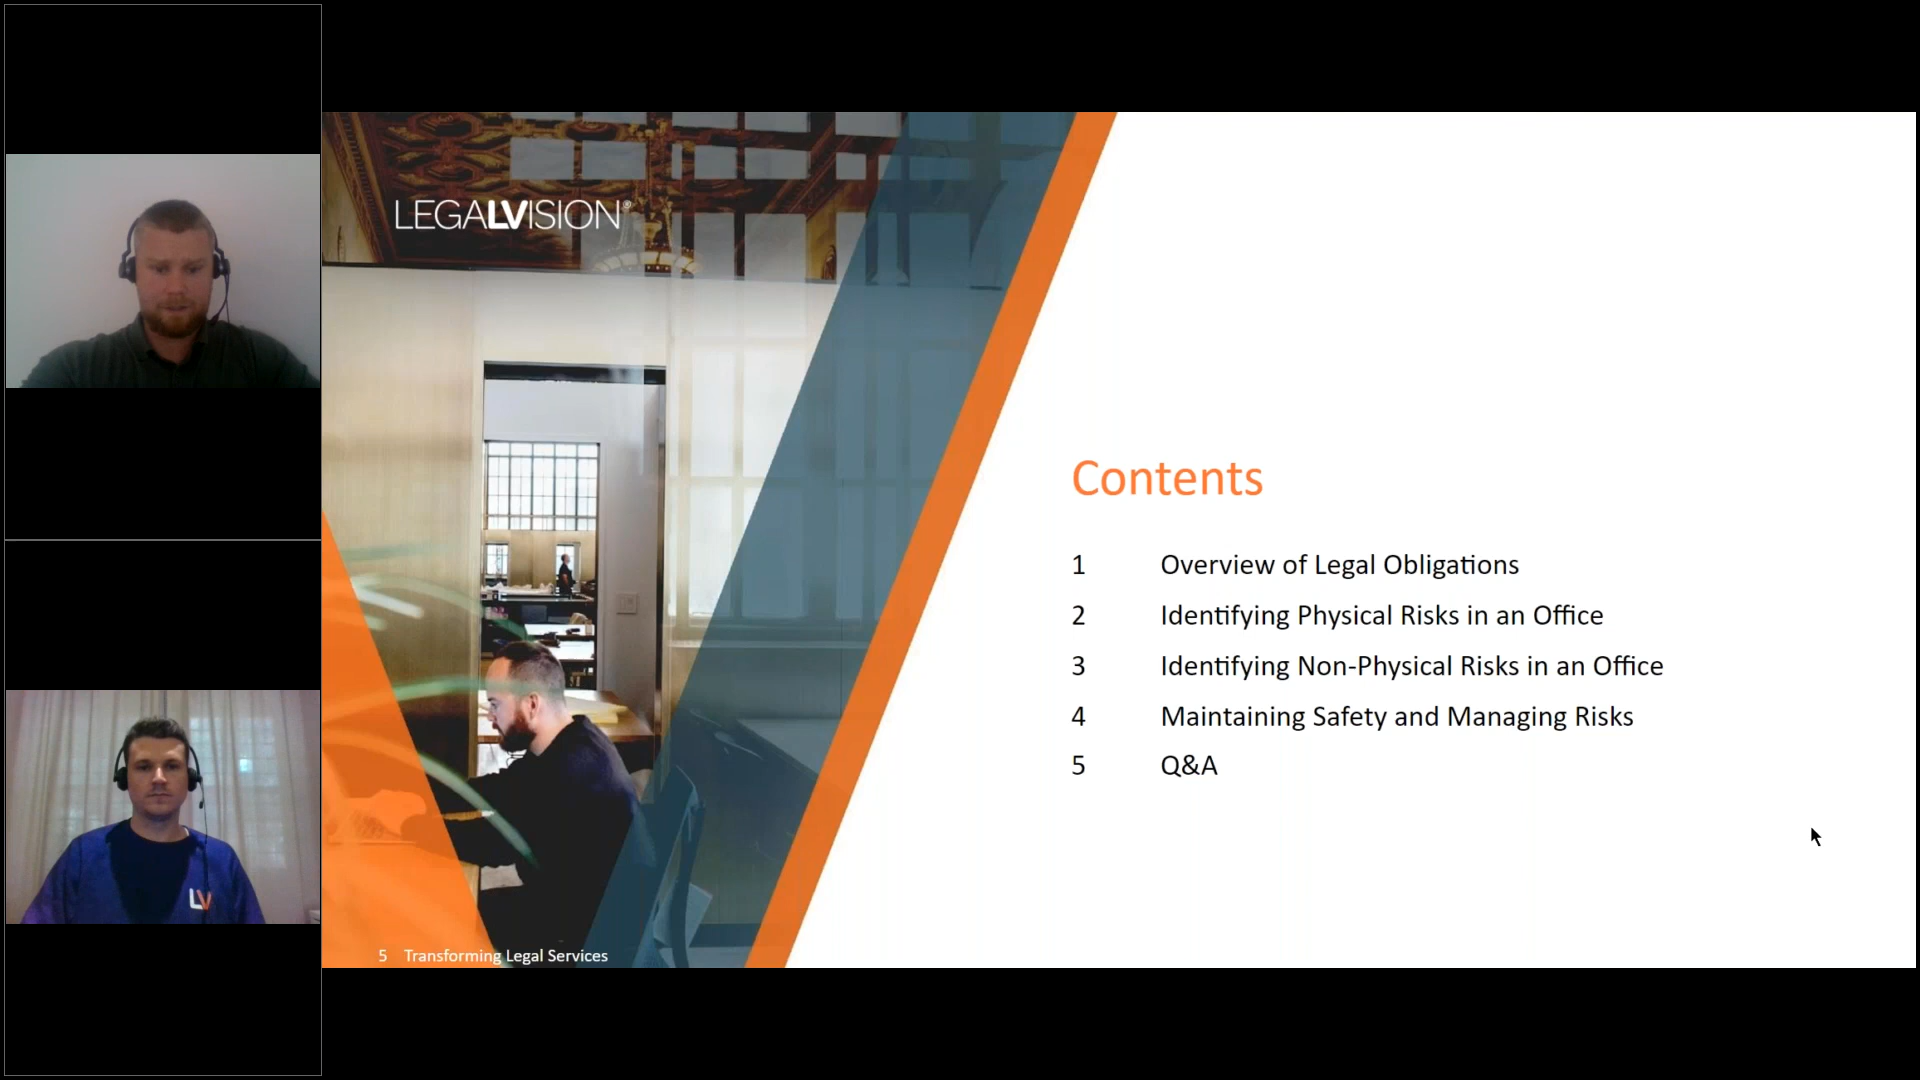 LEGALVISION®
Contents
1 Overview of Legal Obligations
2 Identifying Physical Risks in an Office
3 Identifying Non-Physical Risks in an Office
4 Maintaining Safety and Managing Risks
5 Q&A
LV
5 Transforming Legal Services